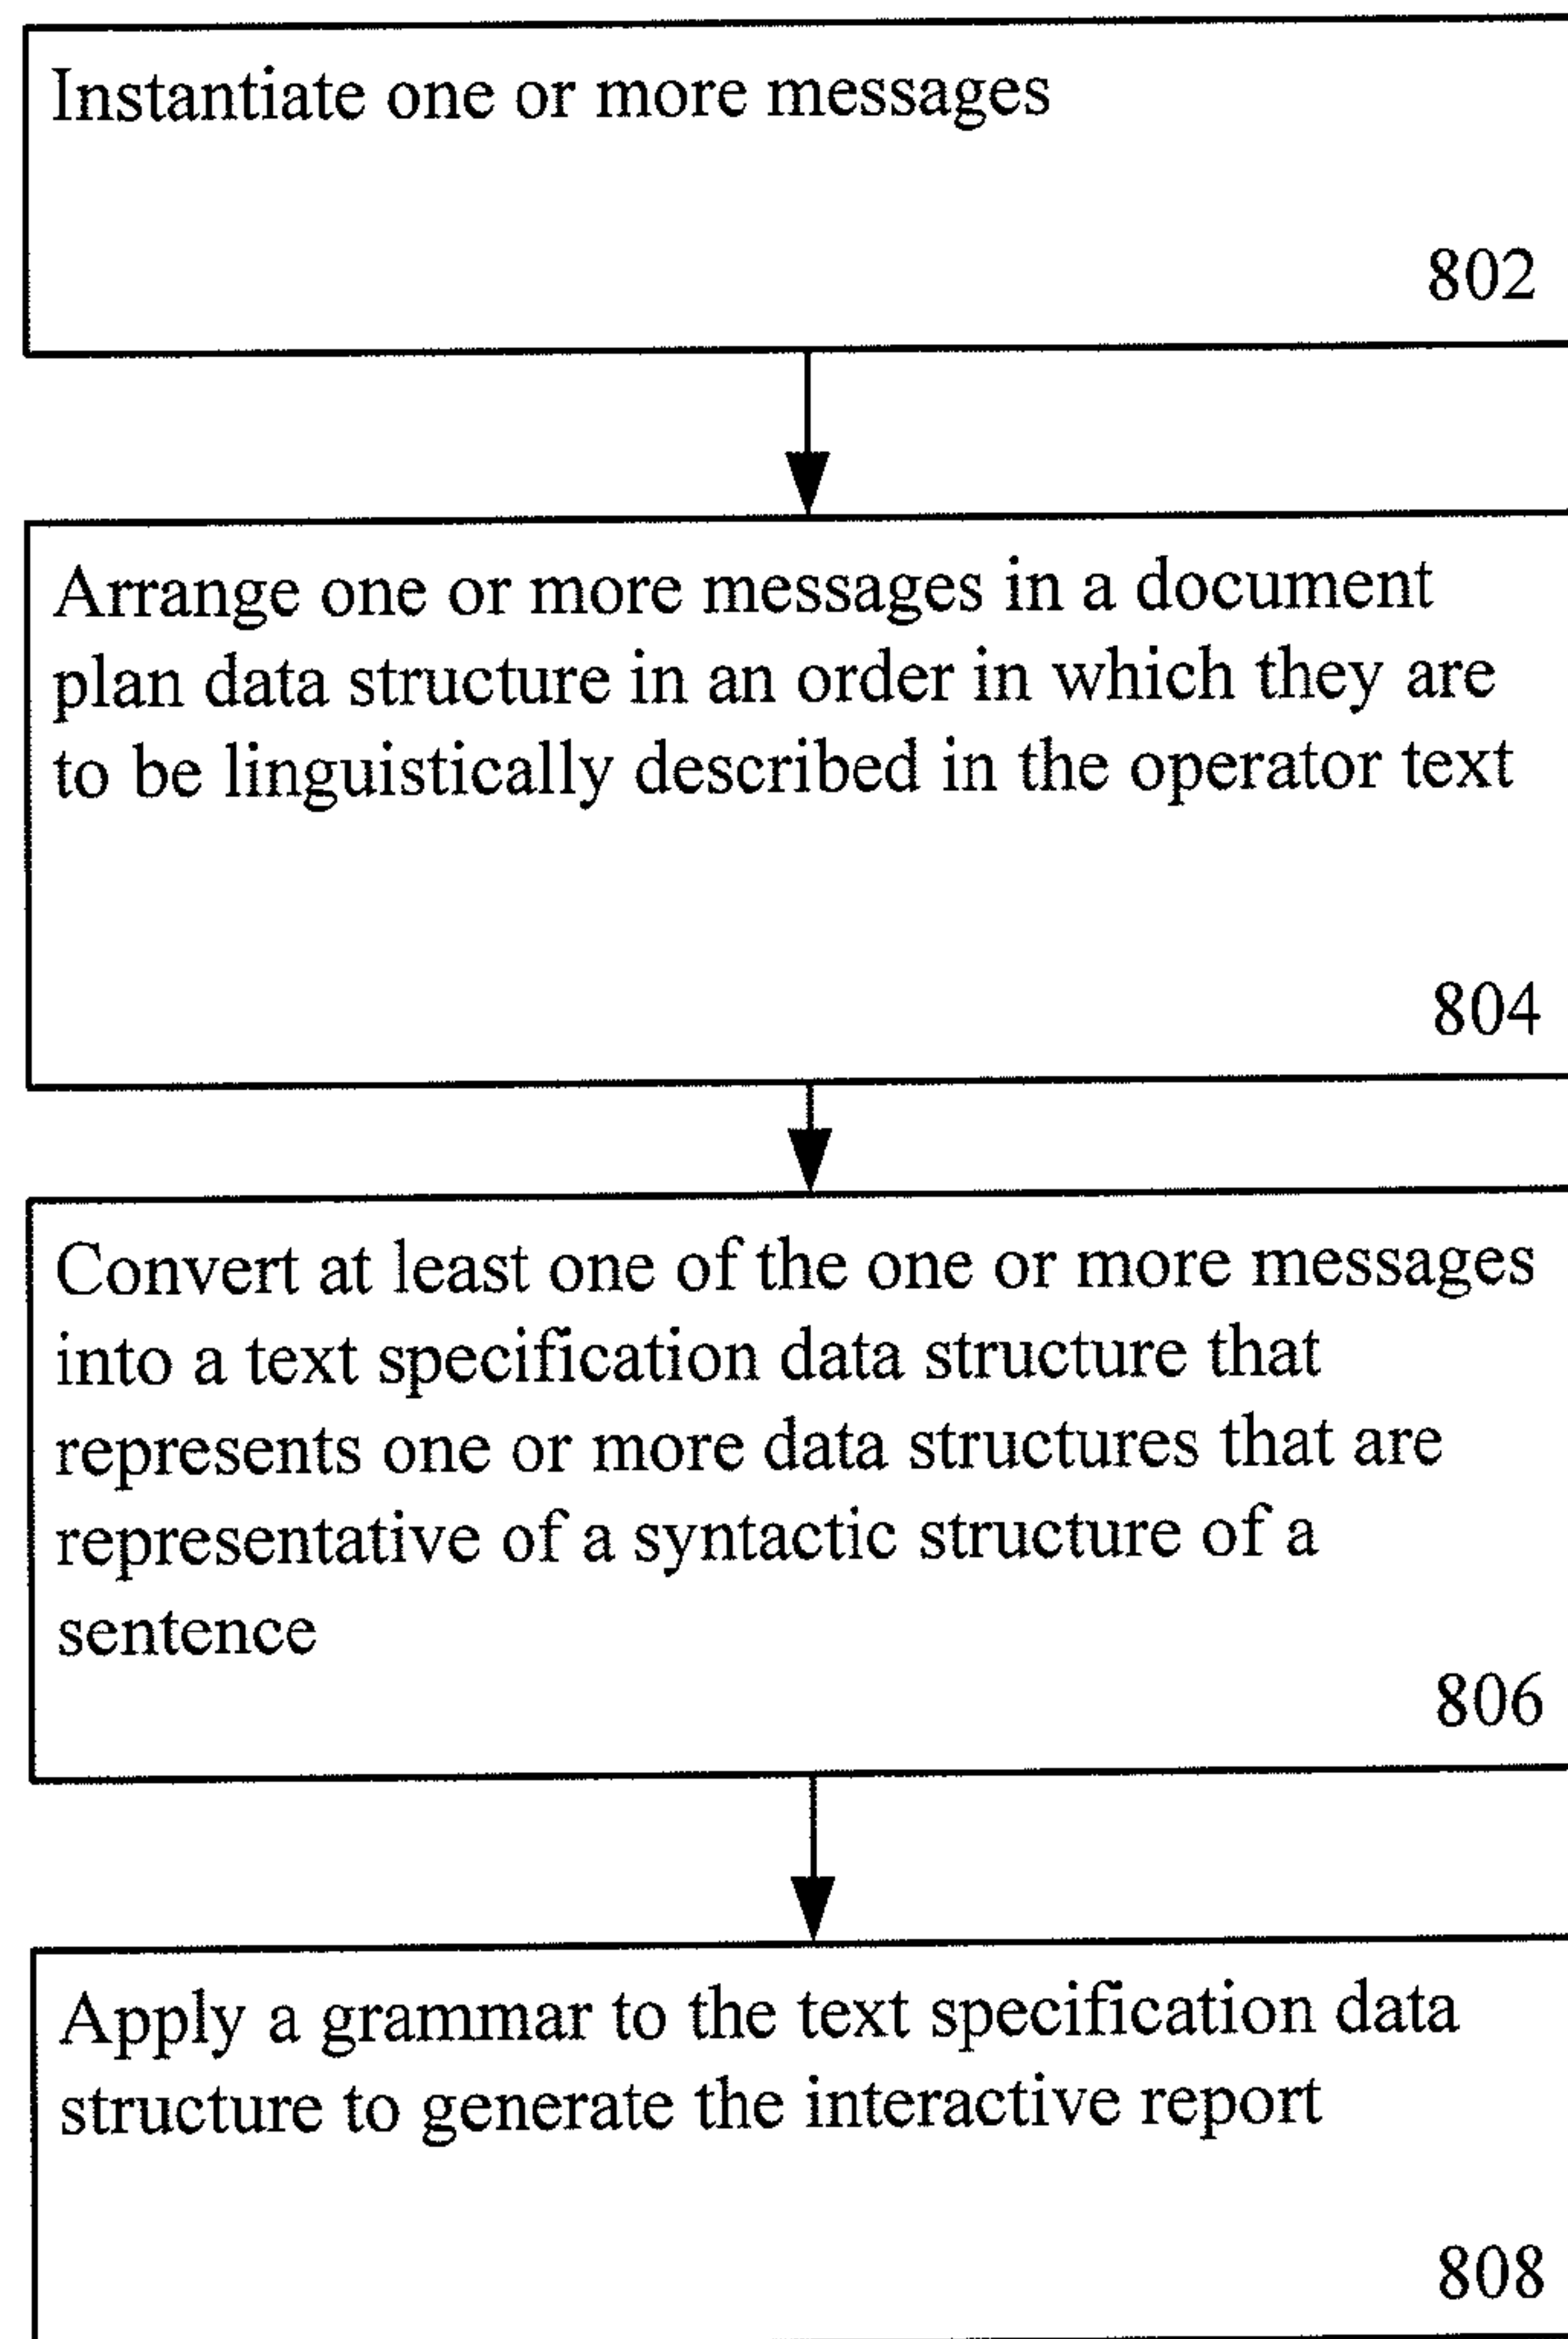 Instantiate one or more messages
802
Arrange one or more messages in a document
plan data structure in an order in which they are
to be linguistically described in the operator text
804
Convert at least one of the one or more messages
into a text specification data structure that
represents one or more data structures that are
representative of a syntactic structure of a
sentence
806
Apply a grammar to the text specification data
structure to generate the interactive report
808